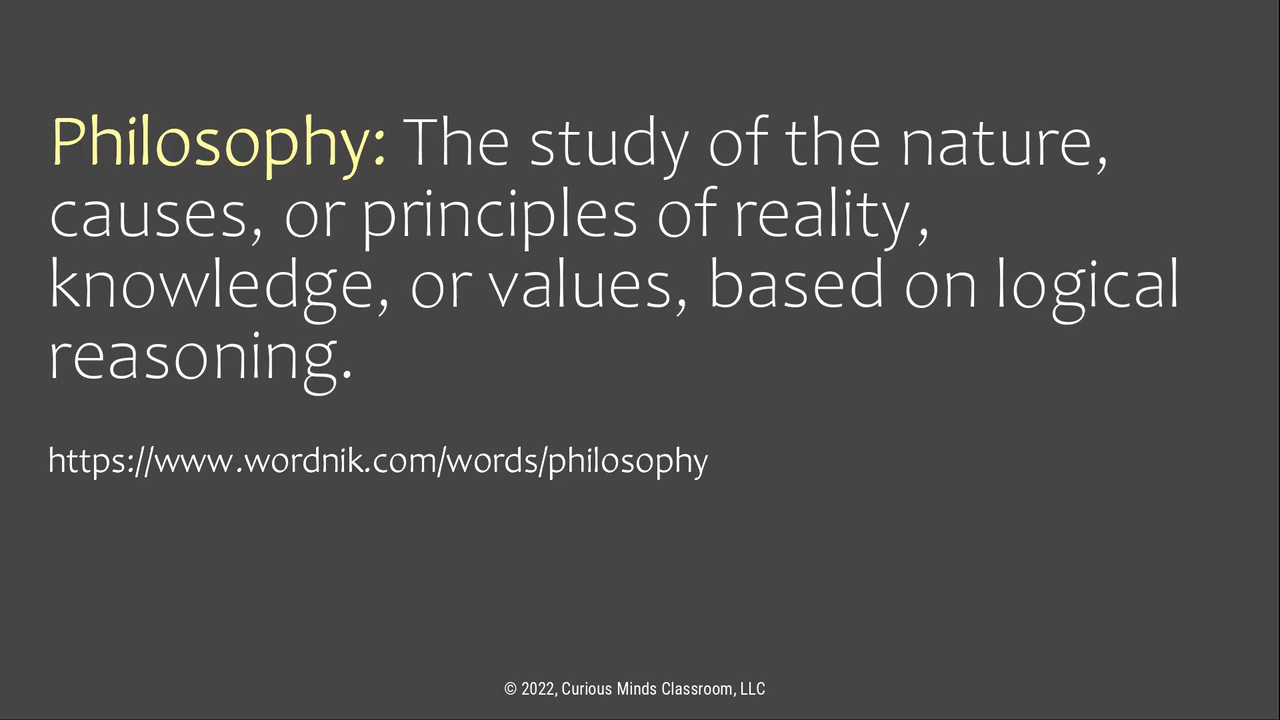 Philosophy: The study of the nature,
causes, or principles of reality,
knowledge, or values, based on logical
reasoning.
https://www.wordnik.com/words/philosophy
© 2022, Curious Minds Classroom, LLC